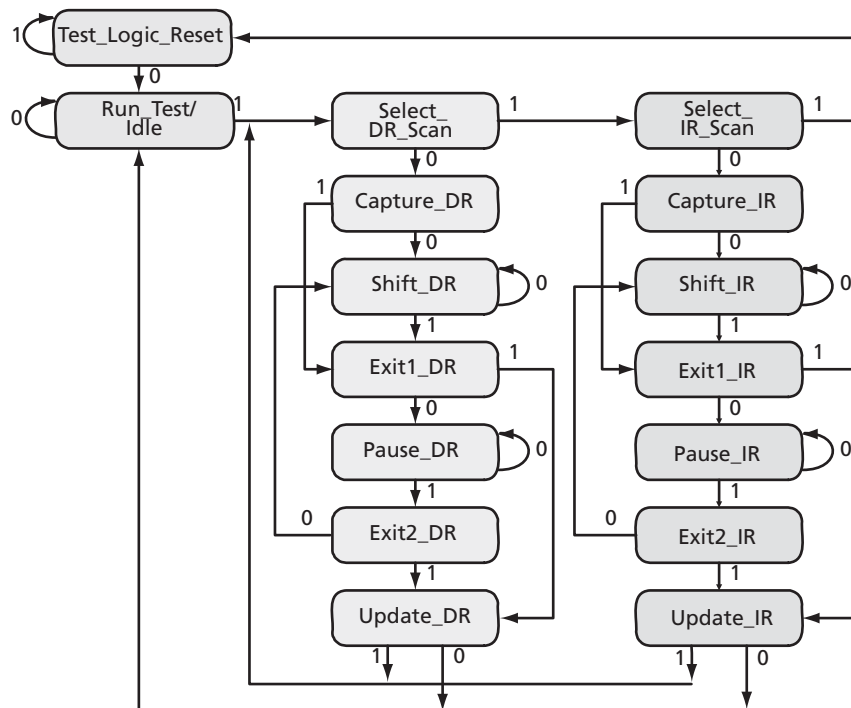 Test_Logic_Reset
1
0
Run_Test/
Idle
0
1
Select_
DR_Scan
1
0
Select_
IR_Scan
1
0
Capture_DR
1
0
Capture_IR
1
0
Shift_DR
0
1
Shift_IR
0
1
Exit1_DR
1
0
Exit1_IR
1
0
Pause_DR
0
1
Pause_IR
0
1
Exit2_DR
0
1
Exit2_IR
0
1
Update_DR
1
0
Update_IR
1
0